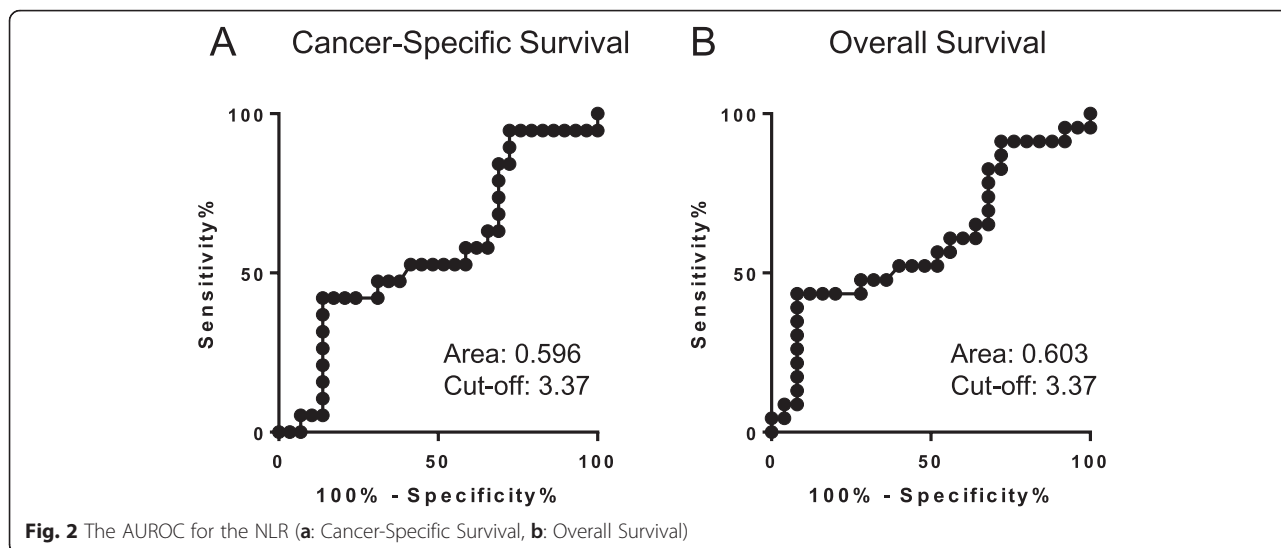 A Cancer-Specific Survival
B Overall Survival
100
50
0
Sensitivity%
Area: 0.596
Cut-off: 3.37
0 50 100
100% - Specificity%
100
50
0
Sensitivity%
Area: 0.603
Cut-off: 3.37
0 50 100
100% - Specificity%
Fig. 2 The AUROC for the NLR (a: Cancer-Specific Survival, b: Overall Survival)